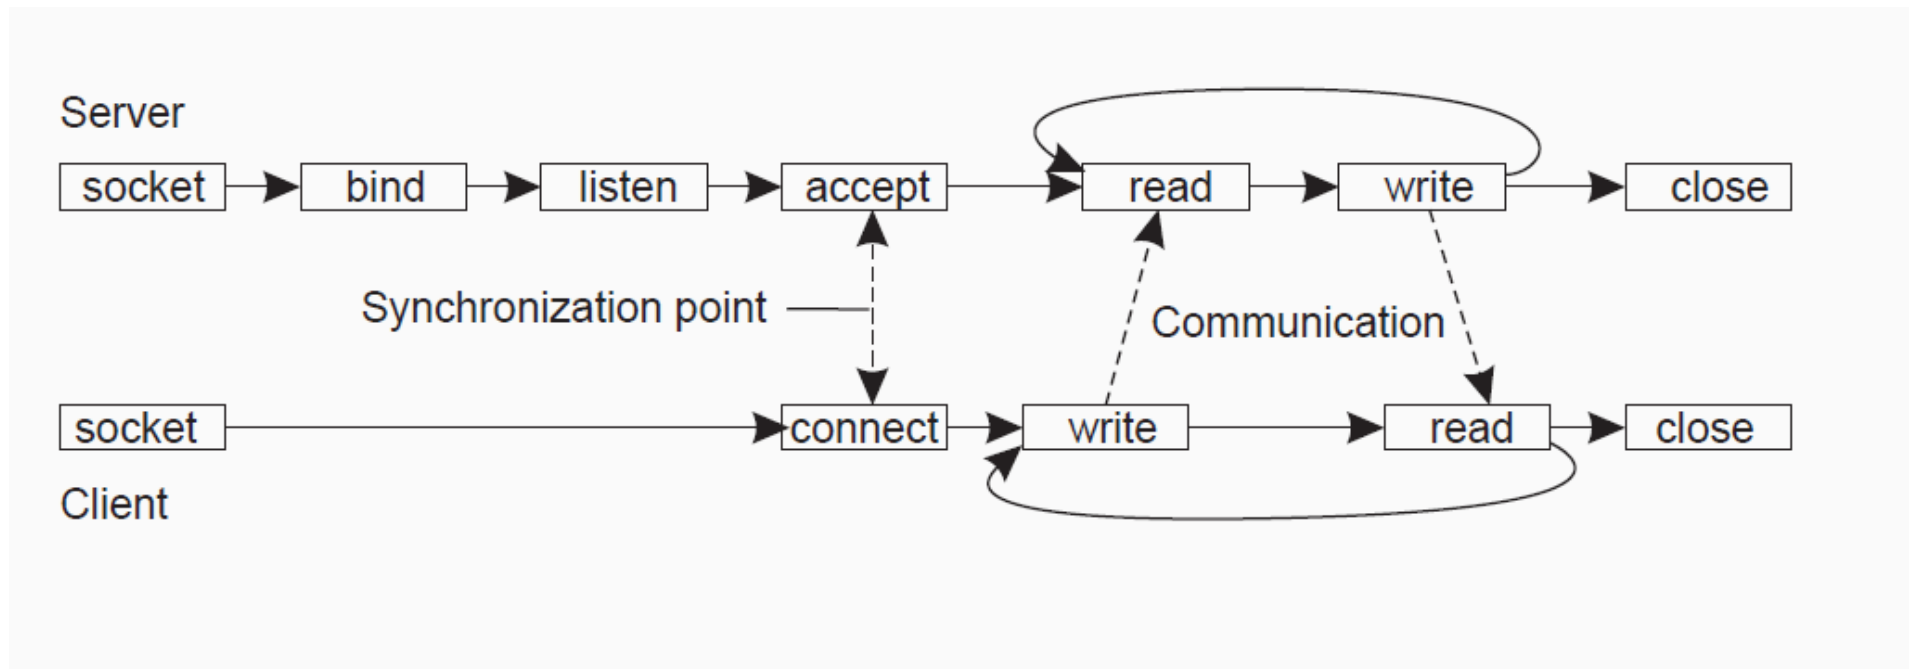 Server
socket bind listen accept read write close
Synchronization point
Communication
socket connect write read close
Client